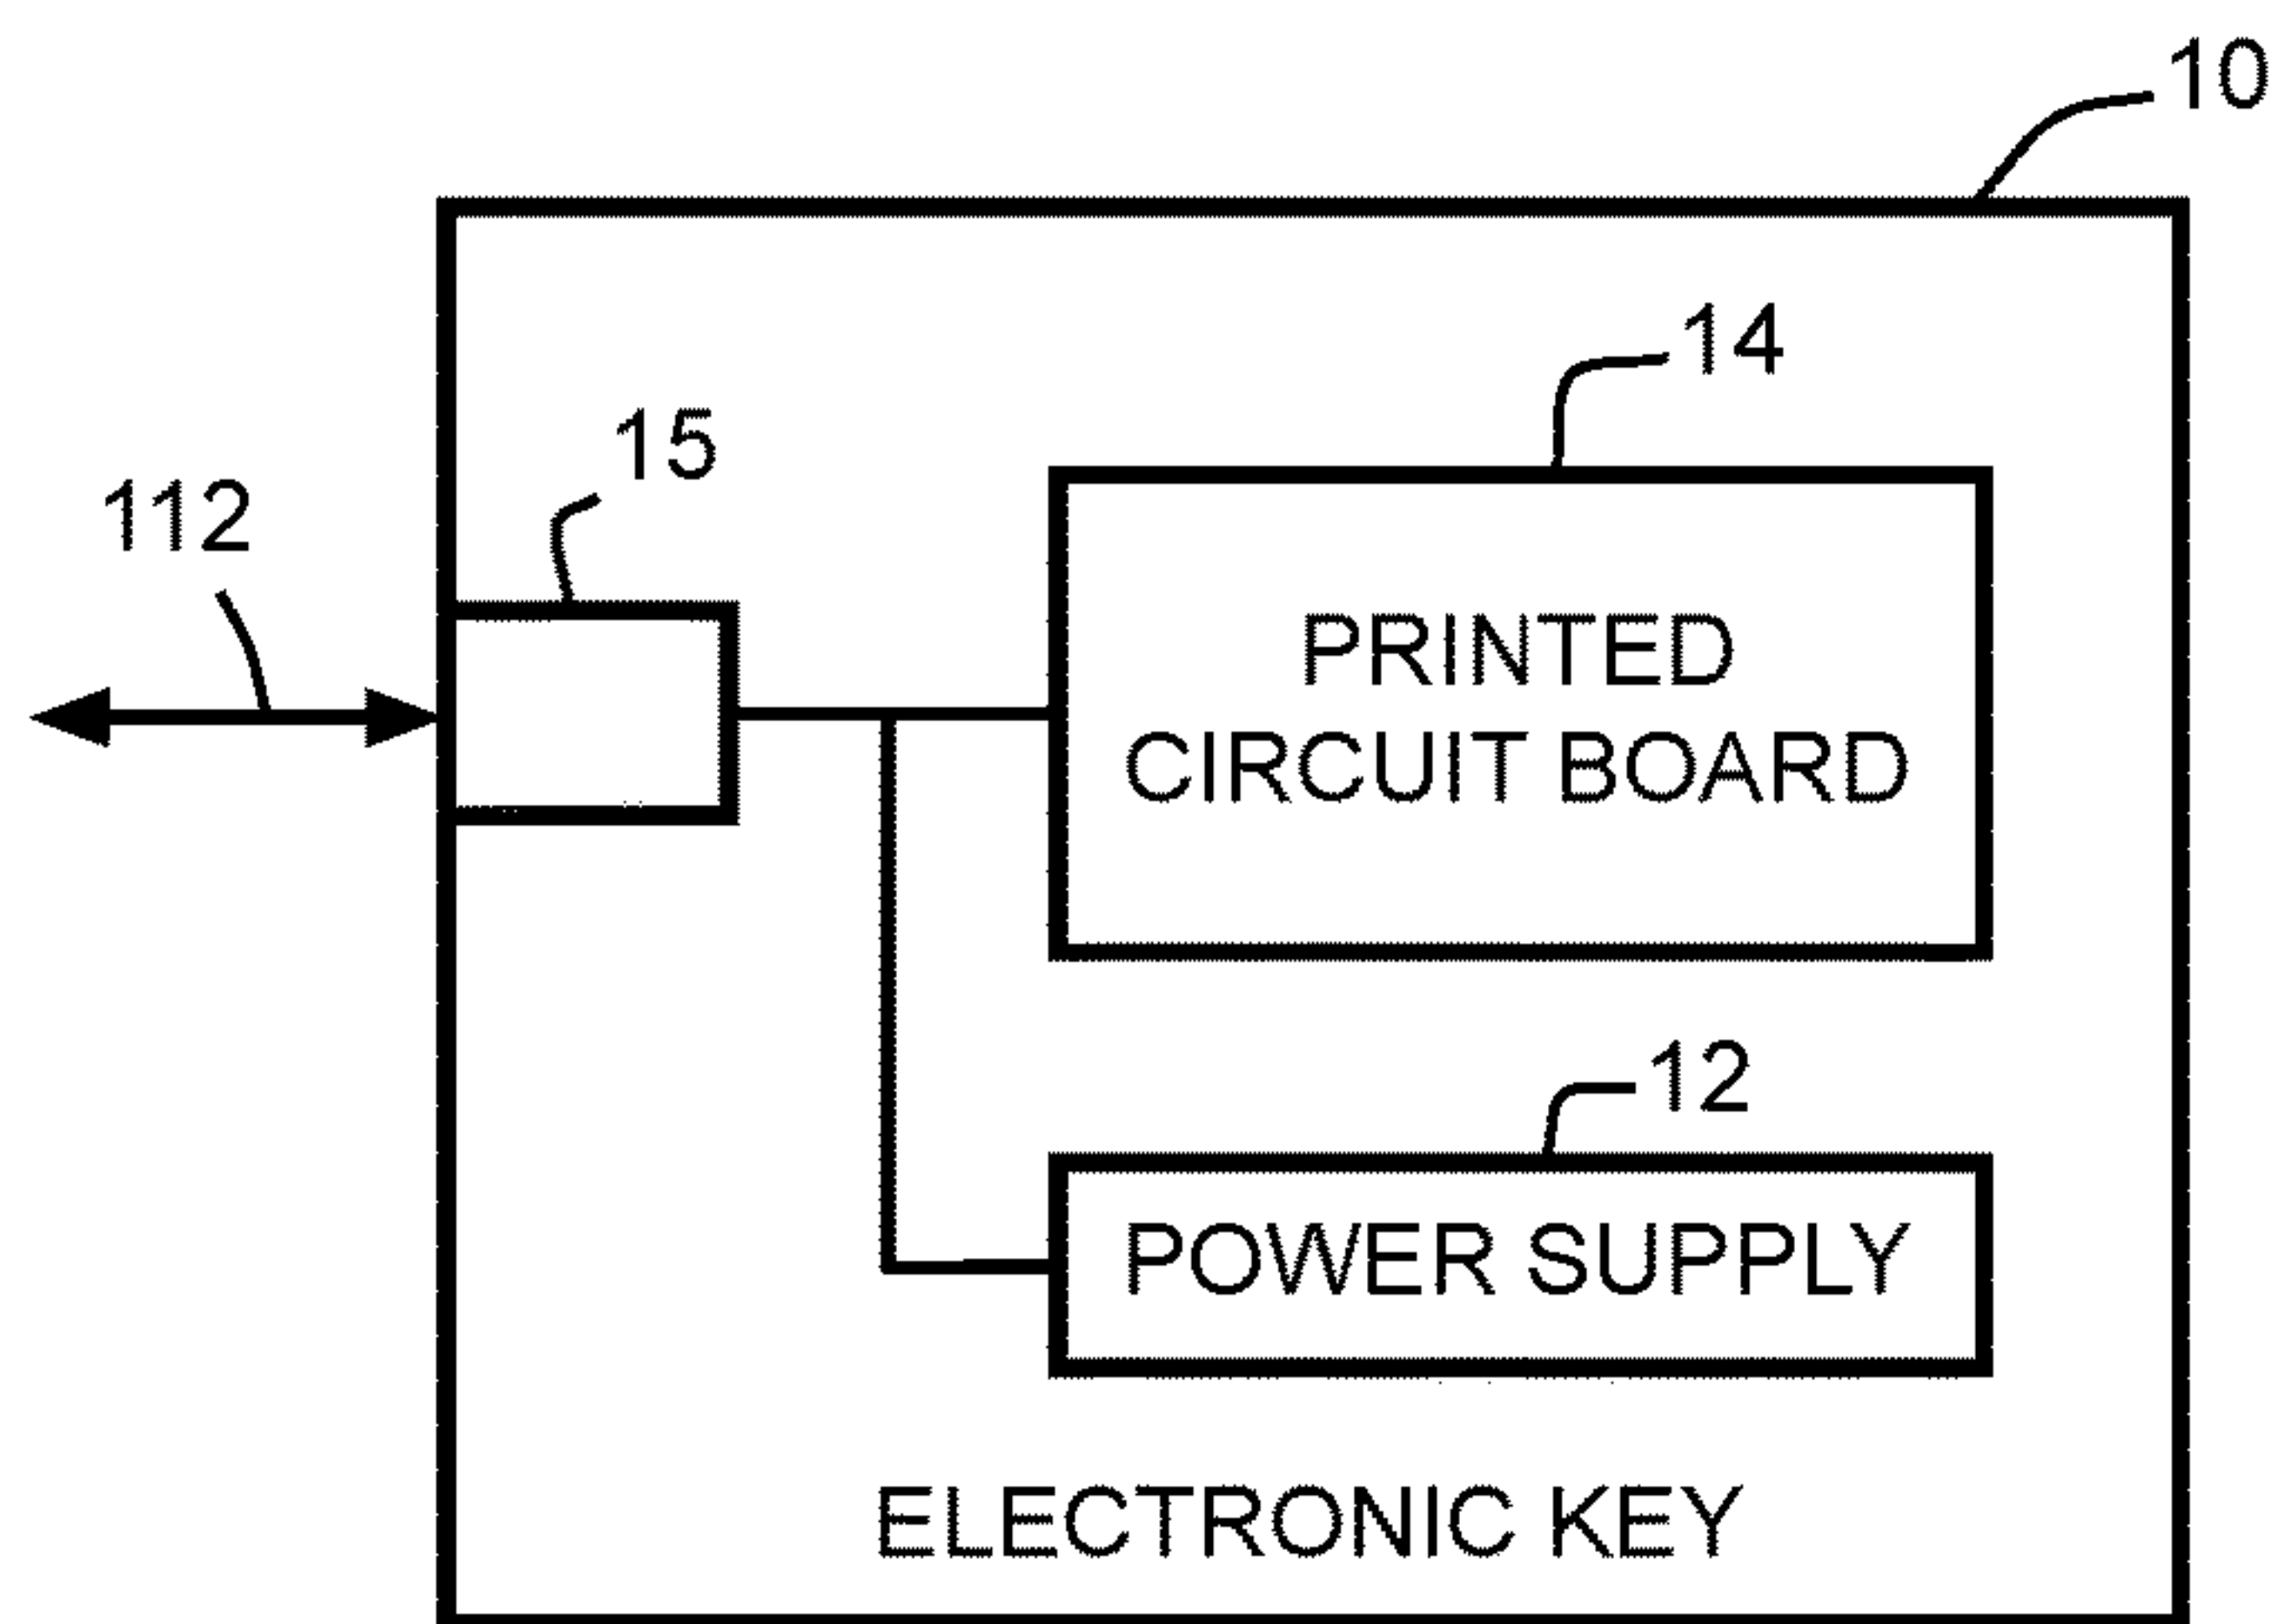 10
14
15
112
PRINTED
CIRCUIT BOARD
12
POWER SUPPLY
ELECTRONIC KEY